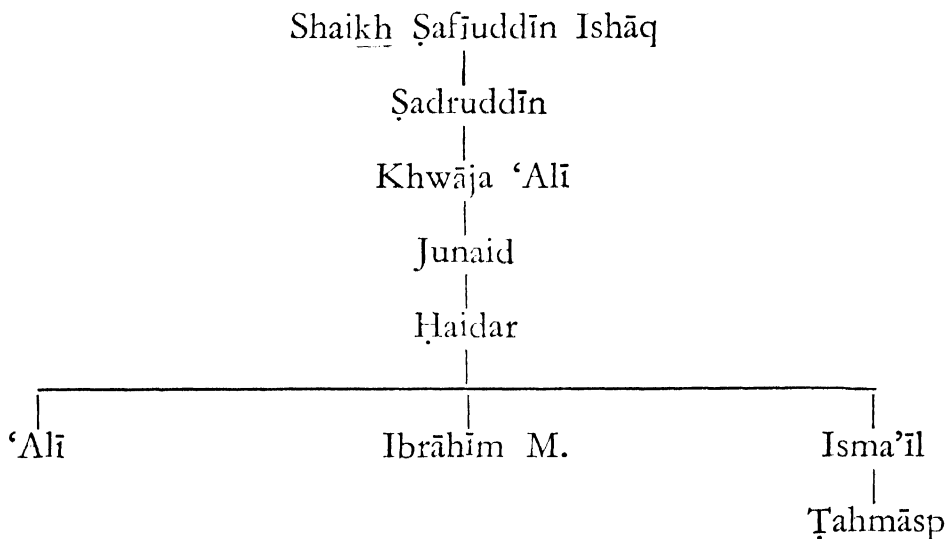 Shaikh Ṣafīuddīn Ishāq
Ṣadruddīn
Khwāja ‘Alī
Junaid
Ḥaidar
‘Alī Ibrāhīm M. Isma’īl
Ṭahmāsp